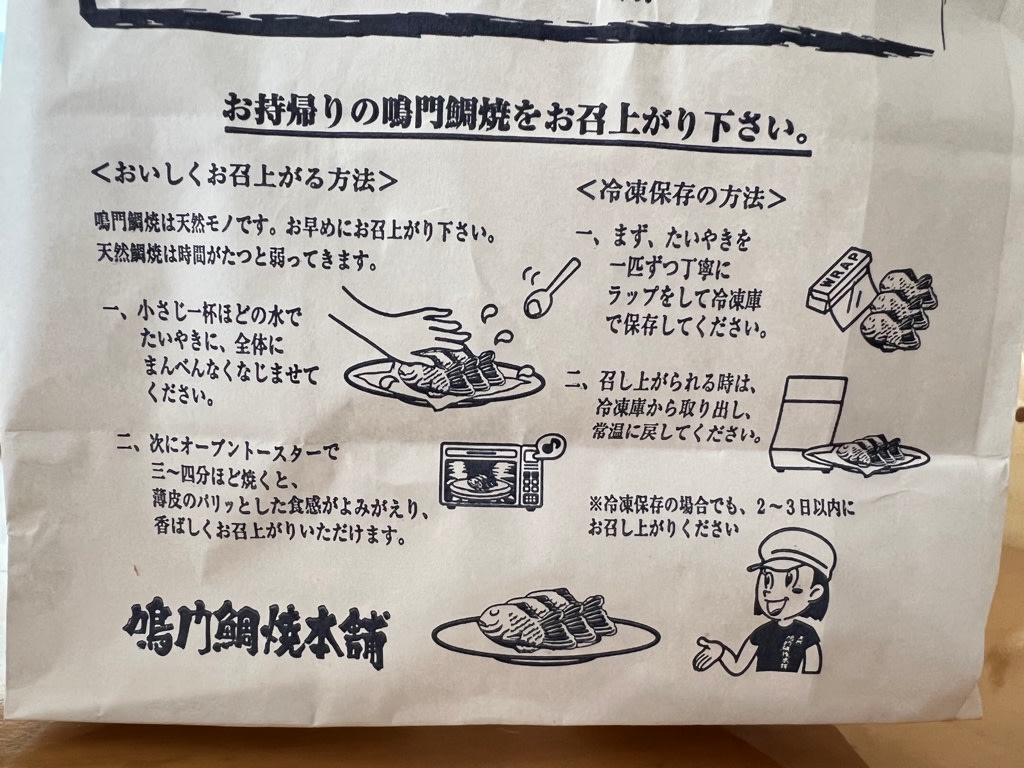 お持帰りの鳴門鯛焼をお召上がり下さい。
＜おいしくお召上がる方法＞
鳴門鯛焼は天然モノです。お早めにお召上がり下さい。
天然鯛焼は時間がたつと弱ってきます。
一、小さじ一杯ほどの水で
たいやきに、全体に
まんべんなくなじませて
ください。
二、次にオーブントースターで
三〜四分ほど焼くと、
薄皮のパリッとした食感がよみがえり、
香ばしくお召上がりいただけます。
＜冷凍保存の方法＞
一、まず、たいやきを
一匹ずつ丁寧に
ラップをして冷凍庫
で保存してください。
WRAP
二、召し上がられる時は、
冷凍庫から取り出し、
常温に戻してください。
※冷凍保存の場合でも、２〜３日以内に
お召し上がりください
鳴門鯛焼本舗
鳴門鯛焼本舗